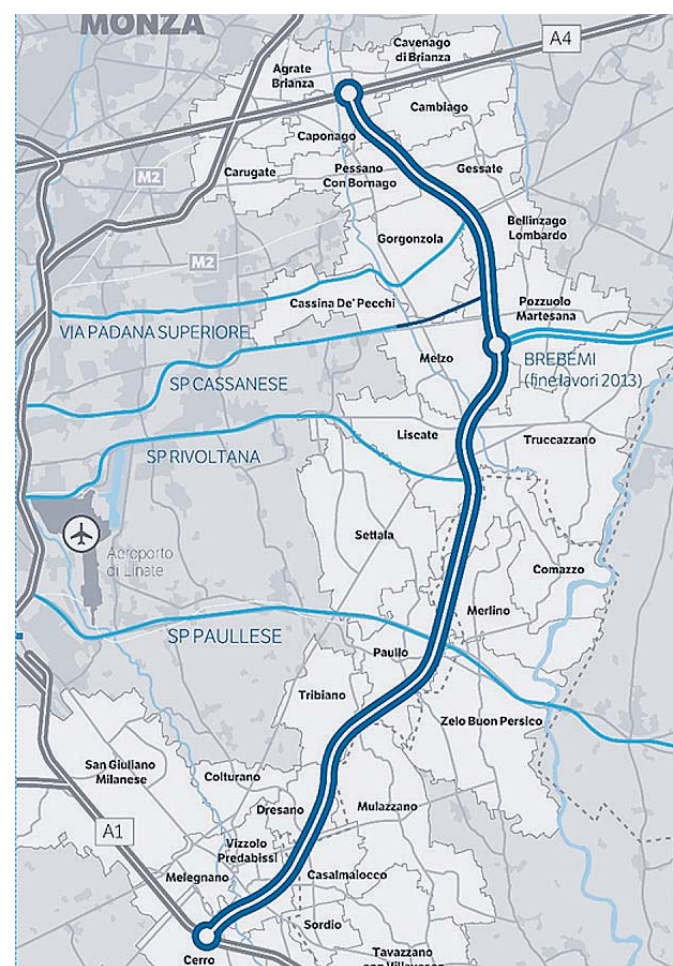 MONZA
A4
Cavenago
di Brianza
Agrate
Brianza
Cambiago
Caponago
Carugate
Pessano
Con Bornago
Gessate
M2
Bellinzago
Lombardo
Gorgonzola
M2
Cassina De' Pecchi
Pozzuolo
Martesana
VIA PADANA SUPERIORE
Melzo
BREBEMI
(fine lavori 2013)
SP CASSANESE
Liscate
Truccazzano
SP RIVOLTANA
Settala
Aeroporto
di Linate
Comazzo
Merlino
SP PAULLESE
Paullo
Tribiano
Zelo Buon Persico
San Giuliano
Milanese
Colturano
Dresano
Mulazzano
A1
Vizzolo
Predabissi
Melegnano
Casalmaiocco
Sordio
Cerro
Tavazzano
con Villavesco